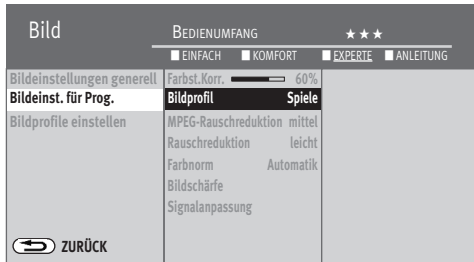 Bild
BEDIENUMFANG ★★★
EINFACH KOMFORT EXPERTE ANLEITUNG
Bildeinstellungen generell Farbst.Korr. 60%
Bildeinst. für Prog. Bildprofil Spiele
Bildprofile einstellen MPEG-Rauschreduktion mittel
Rauschreduktion leicht
Farbnorm Automatik
Bildschärfe
Signalanpassung
ZURÜCK